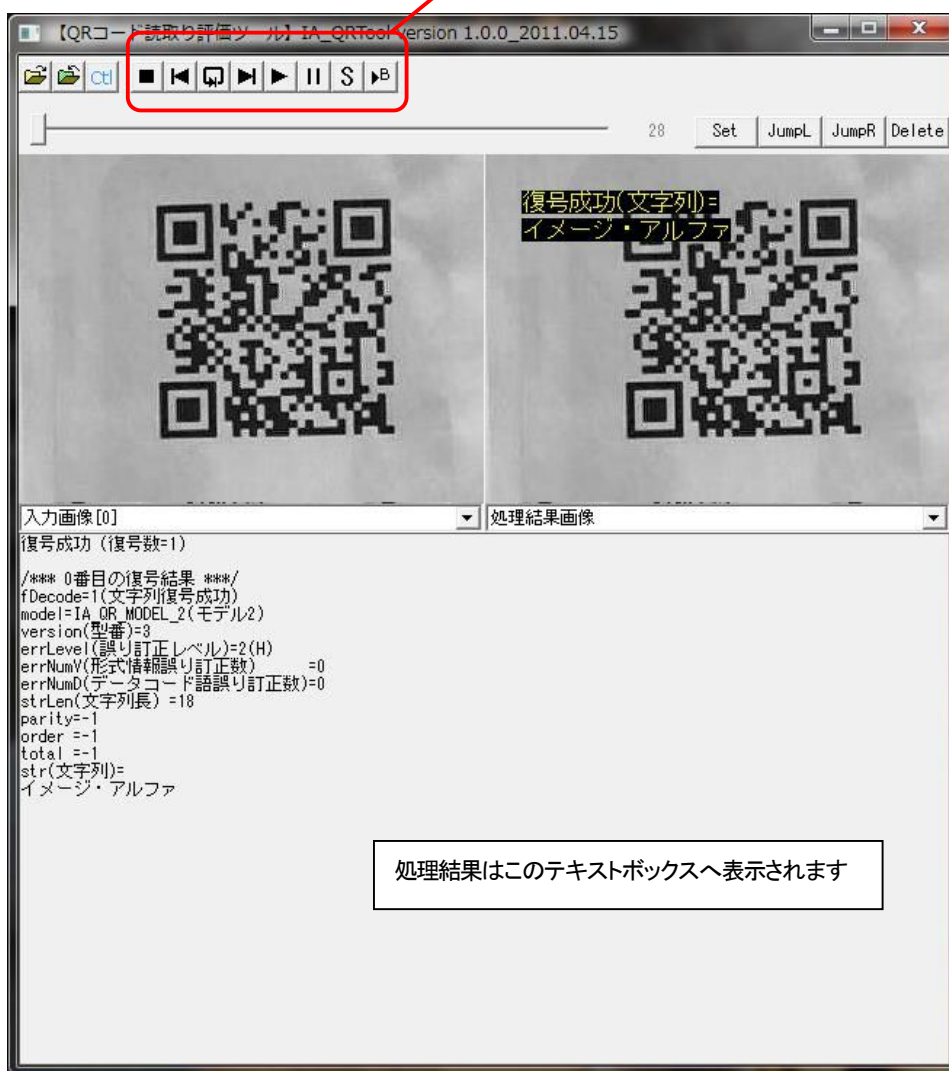 【QRコード読取り評価ツール】IA_QRTool version 1.0.0_2011.04.15
Ctl S B
28 Set JumpL JumpR Delete
復号成功(文字列)=
イメージ・アルファ
入力画像[0] 処理結果画像
復号成功 (復号数=1)
/*** 0番目の復号結果 ***/
fDecode=1(文字列復号成功)
model=IA_QR_MODEL_2(モデル2)
version(型番)=3
errLevel(誤り訂正レベル)=2(H)
errNumV(形式情報誤り訂正数) =0
errNumD(データコード語誤り訂正数)=0
strLen(文字列長) =18
parity=-1
order =-1
total =-1
str(文字列)=
イメージ・アルファ
処理結果はこのテキストボックスへ表示されます